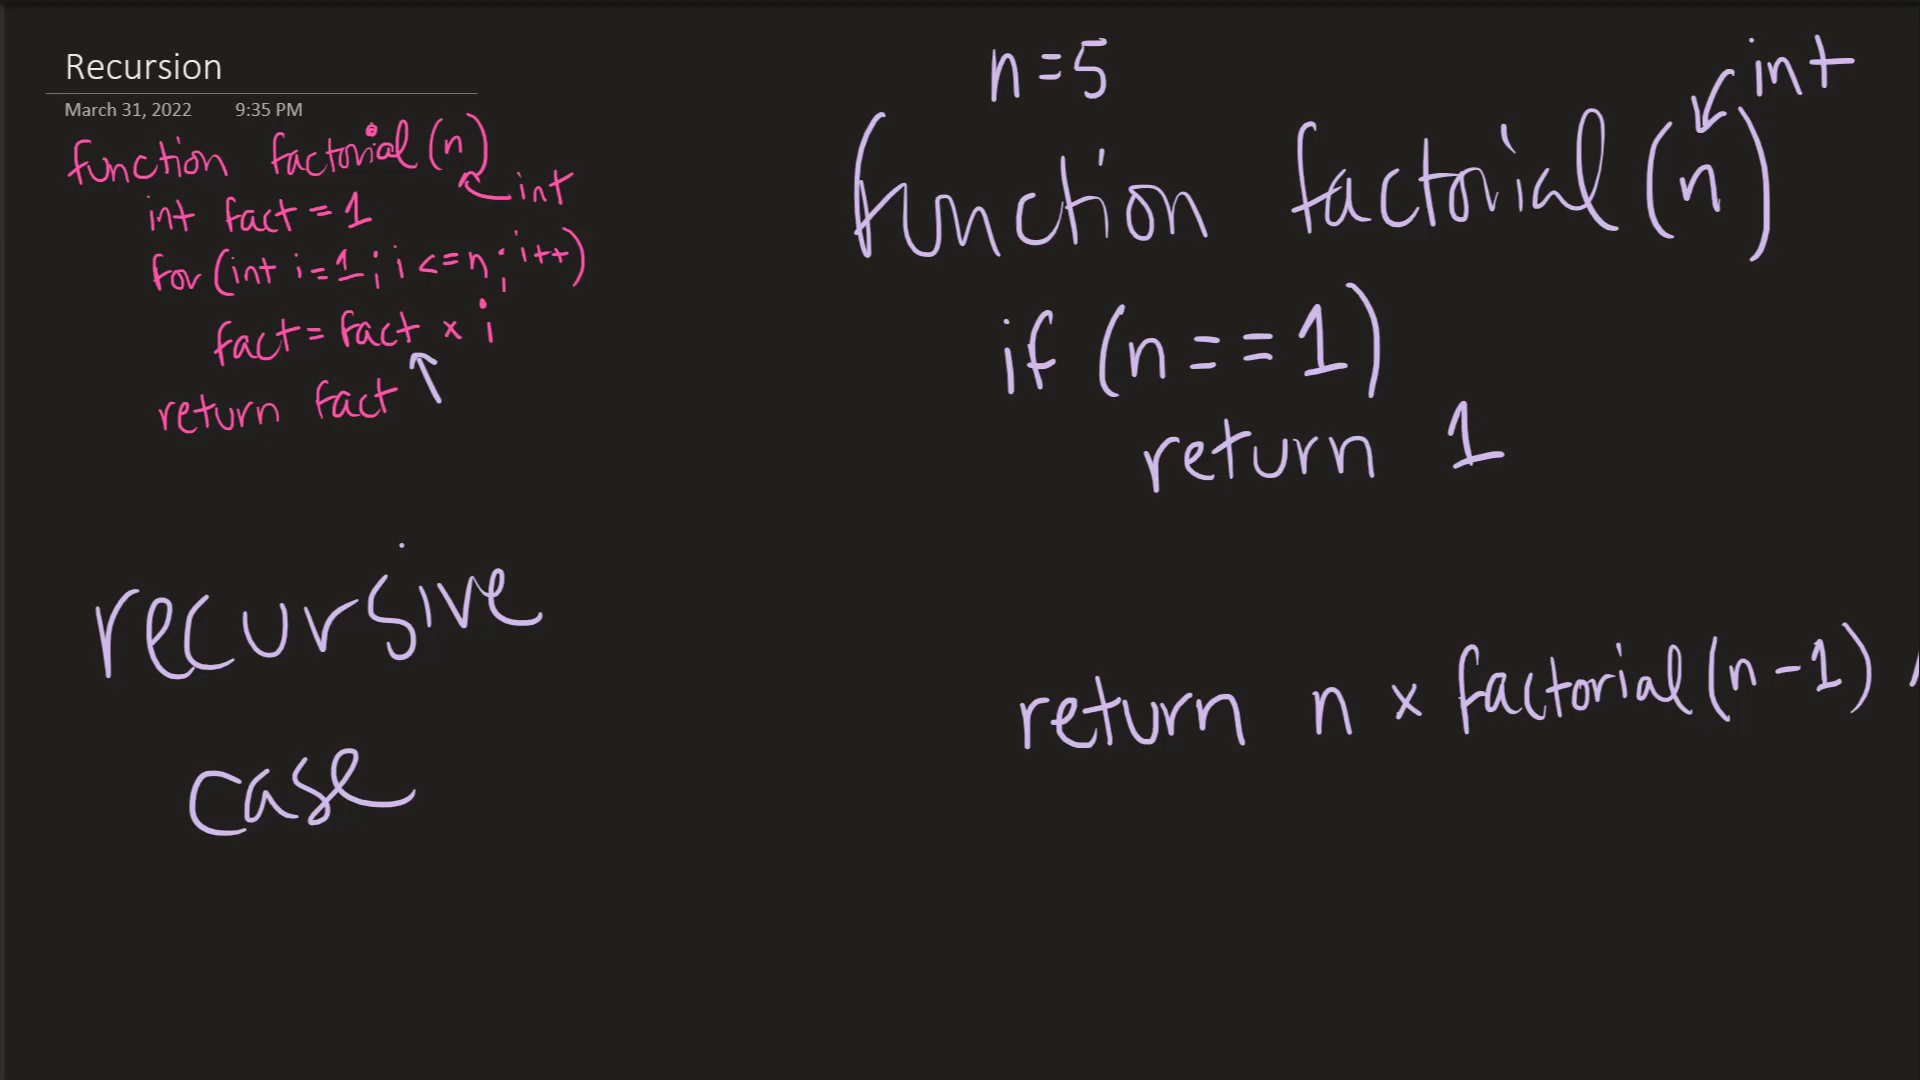 Recursion
March 31, 2022 9:35 PM
function factorial (n)
int
int fact = 1
for (int i = 1; i <= n; i++)
fact = fact x i
return fact
recursive
case
n = 5
int
function factorial (n)
if (n == 1)
return 1
return n x factorial (n - 1)